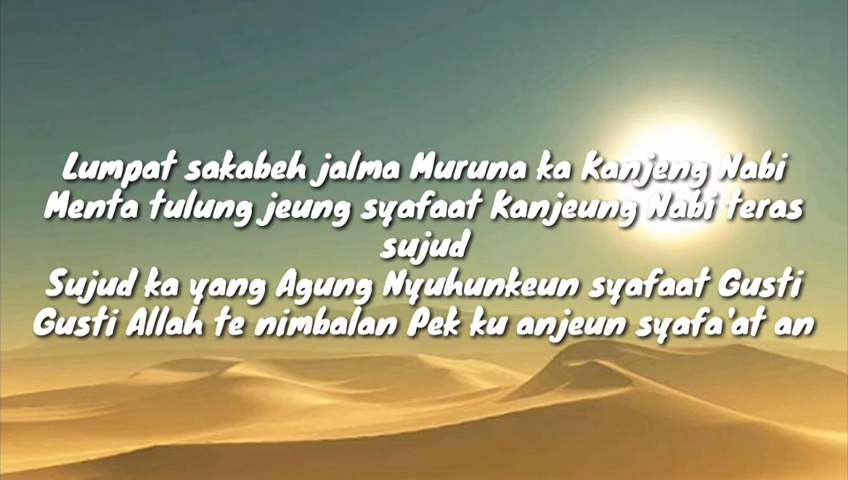 Lumpat sakabeh jalma Muruna ka Kanjeng Nabi
Menta tulung jeung syafaat Kanjeung Nabi teras
sujud
Sujud ka yang Agung Nyuhunkeun syafaat Gusti
Gusti Allah te nimbalan Pek ku anjeun syafa'at an